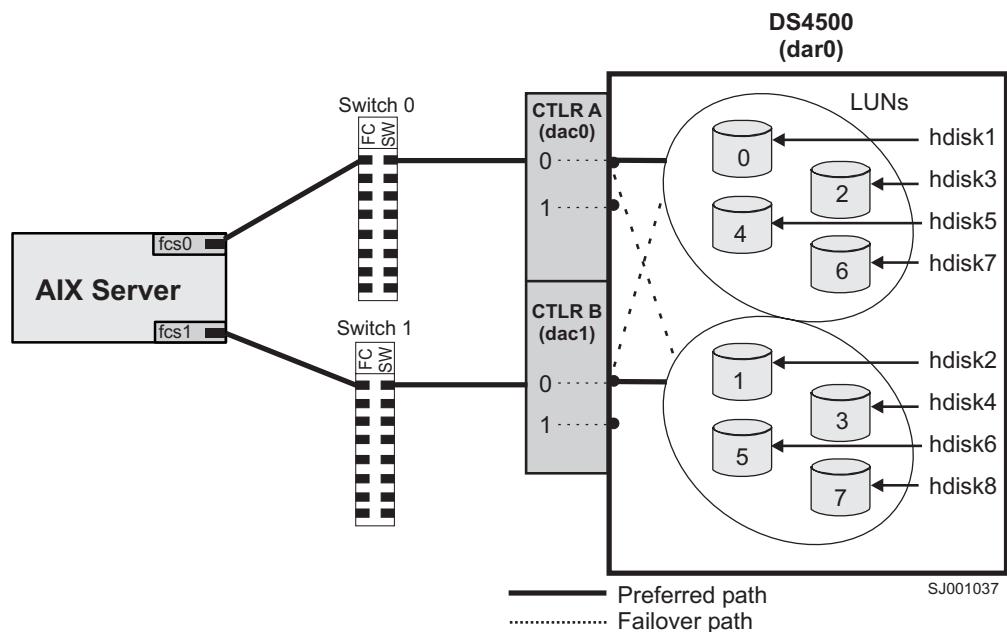 DS4500
(dar0)
Switch 0
FC
SW
CTLR A
(dac0)
0
1
LUNs
0
hdisk1
2
hdisk3
4
hdisk5
6
hdisk7
fcs0
AIX Server
fcs1
Switch 1
FC
SW
CTLR B
(dac1)
0
1
1
hdisk2
3
hdisk4
5
hdisk6
7
hdisk8
SJ001037
Preferred path
Failover path